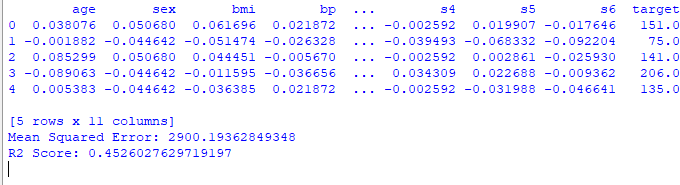 age sex bmi bp ... s4 s5 s6 target
0 0.038076 0.050680 0.061696 0.021872 ... -0.002592 0.019907 -0.017646 151.0
1 -0.001882 -0.044642 -0.051474 -0.026328 ... -0.039493 -0.068332 -0.092204 75.0
2 0.085299 0.050680 0.044451 -0.005670 ... -0.002592 0.002861 -0.025930 141.0
3 -0.089063 -0.044642 -0.011595 -0.036656 ... 0.034309 0.022688 -0.009362 206.0
4 0.005383 -0.044642 -0.036385 0.021872 ... -0.002592 -0.031988 -0.046641 135.0
[5 rows x 11 columns]
Mean Squared Error: 2900.19362849348
R2 Score: 0.4526027629719197